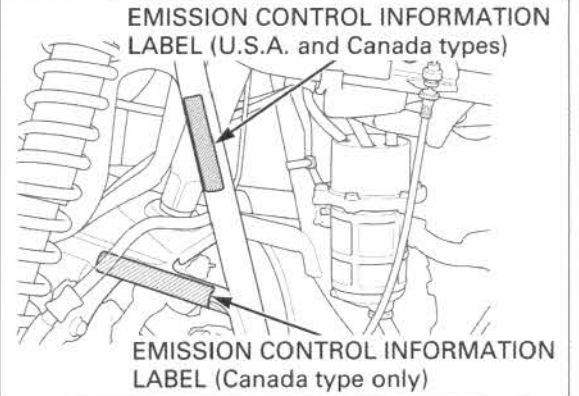 EMISSION CONTROL INFORMATION
LABEL (U.S.A. and Canada types)
EMISSION CONTROL INFORMATION
LABEL (Canada type only)